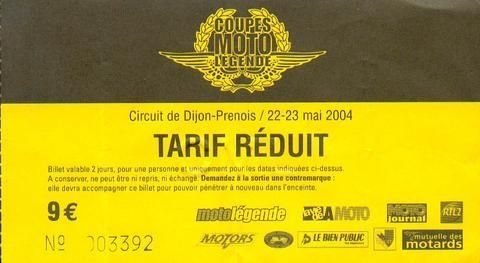 COUPES
MOTO
LÉGENDE
Circuit de Dijon-Prenois / 22-23 mai 2004
TARIF RÉDUIT
Billet valable 2 jours, pour une personne et uniquement pour les dates indiquées ci-dessus.
A conserver, ne peut être ni repris, ni échangé. Demandez à la sortie une contremarque :
elle devra accompagner ce billet pour pouvoir pénétrer à nouveau dans l'enceinte.
9 €
motolégende
MOTO
MOTO journal
RTL2
Nº 003392
MOTORS
LE BIEN PUBLIC
mutuelle des motards